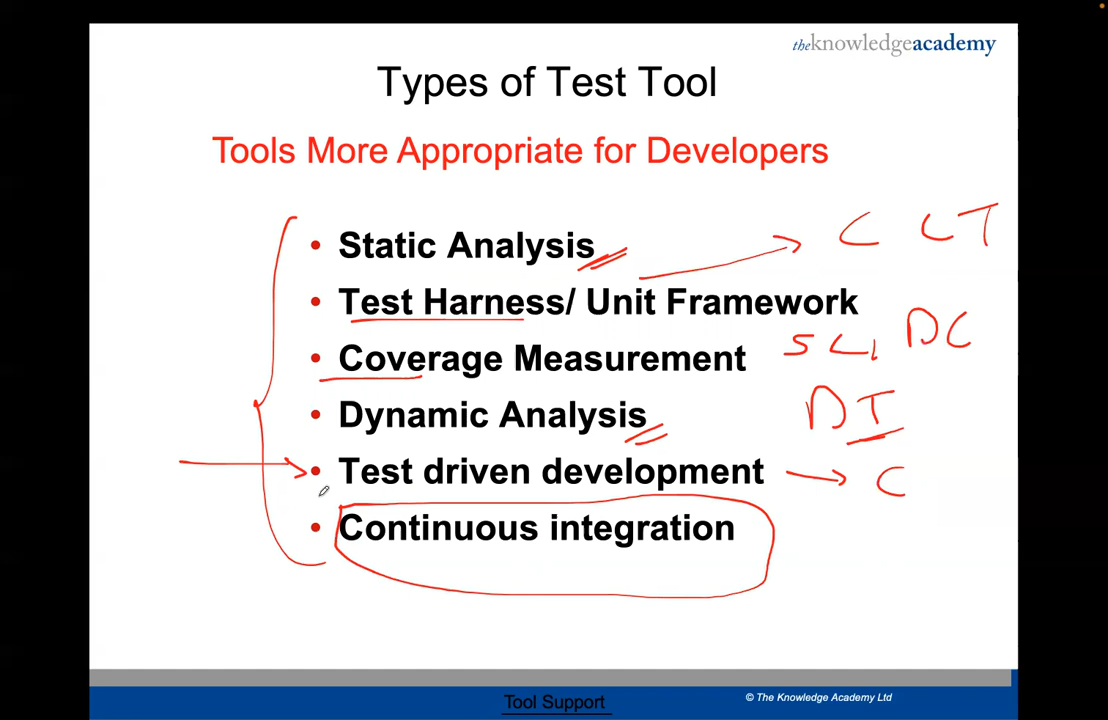 theknowledgeacademy
Types of Test Tool
Tools More Appropriate for Developers
• Static Analysis
C CT
• Test Harness/ Unit Framework
• Coverage Measurement
SC, DC
• Dynamic Analysis
DI
• Test driven development
C
• Continuous integration
Tool Support
© The Knowledge Academy Ltd